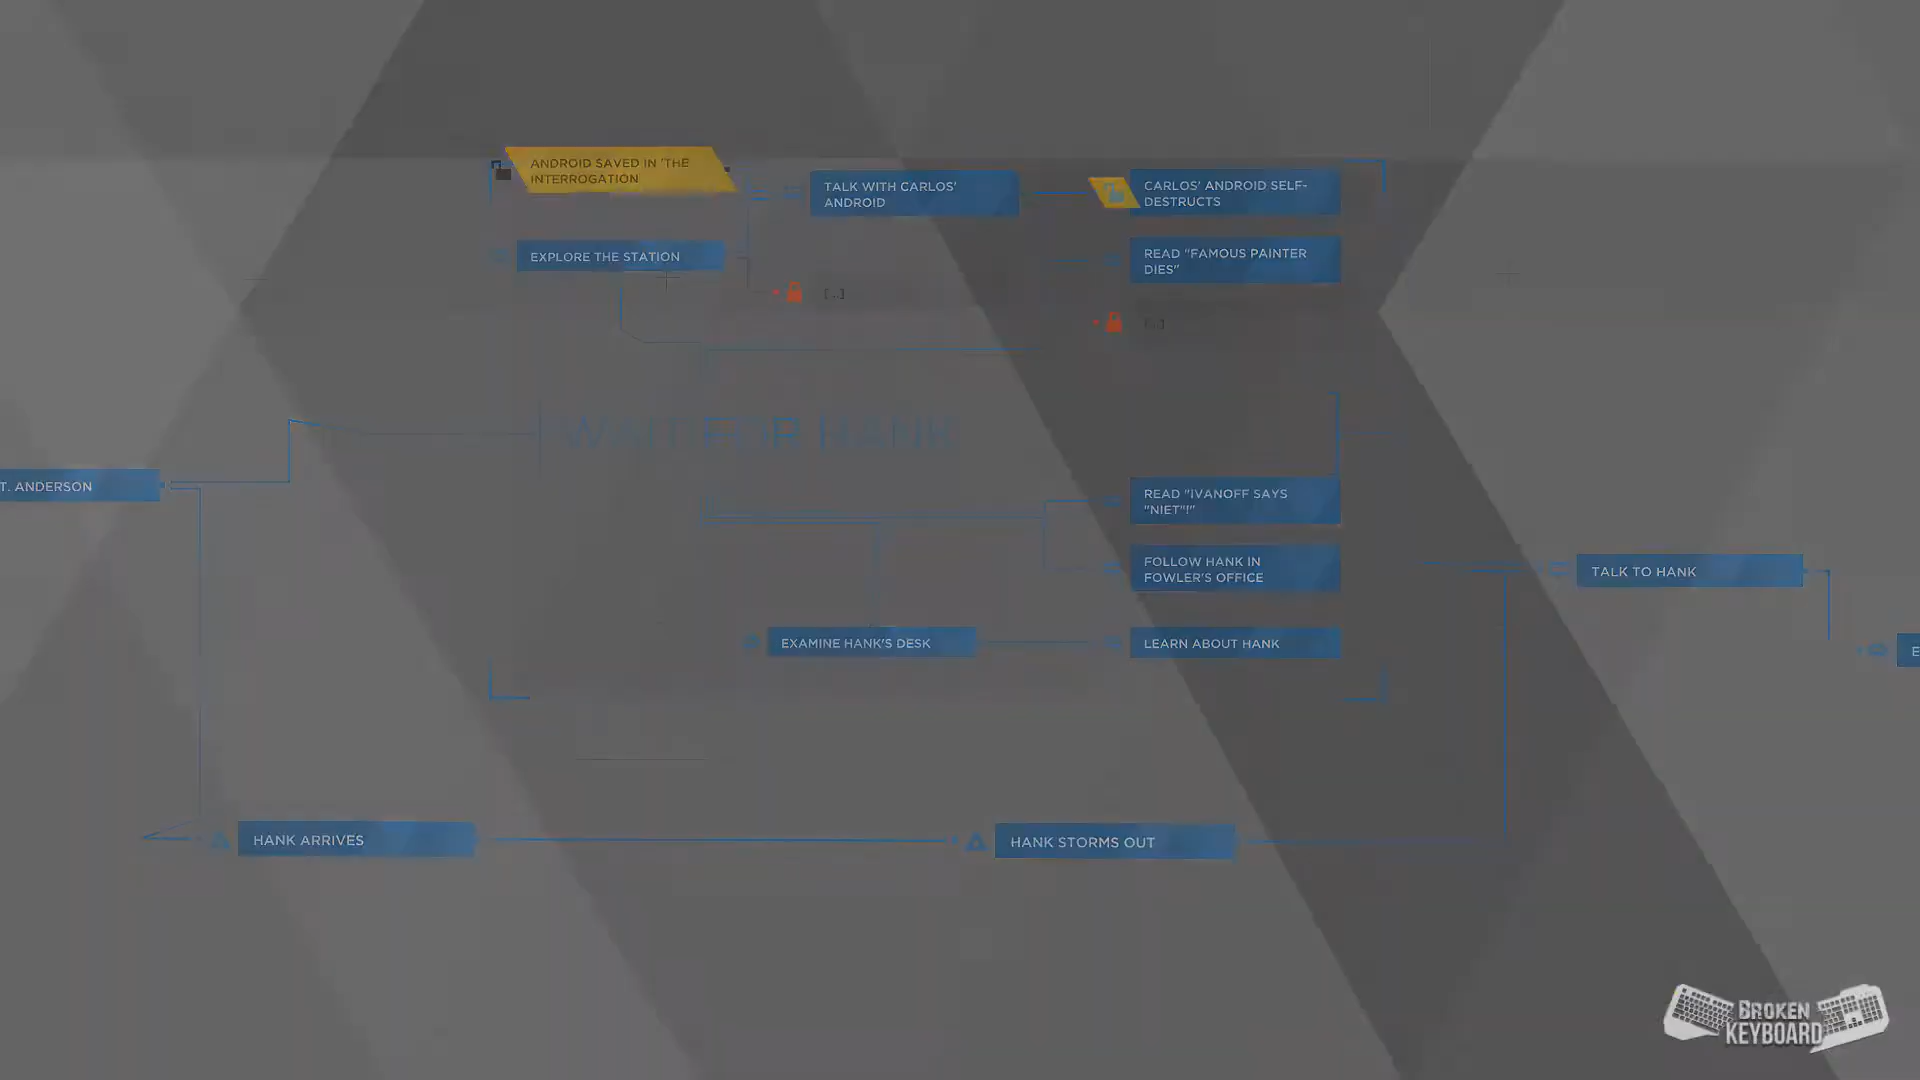 ANDROID SAVED IN 'THE
INTERROGATION
TALK WITH CARLOS'
ANDROID
CARLOS' ANDROID SELF-
DESTRUCTS
EXPLORE THE STATION
READ "FAMOUS PAINTER
DIES"
[...]
[...]
FOR HANK
T. ANDERSON
READ "IVANOFF SAYS
"NIET"!"
FOLLOW HANK IN
FOWLER'S OFFICE
TALK TO HANK
EXAMINE HANK'S DESK
LEARN ABOUT HANK
HANK ARRIVES
HANK STORMS OUT
BROKEN
KEYBOARD